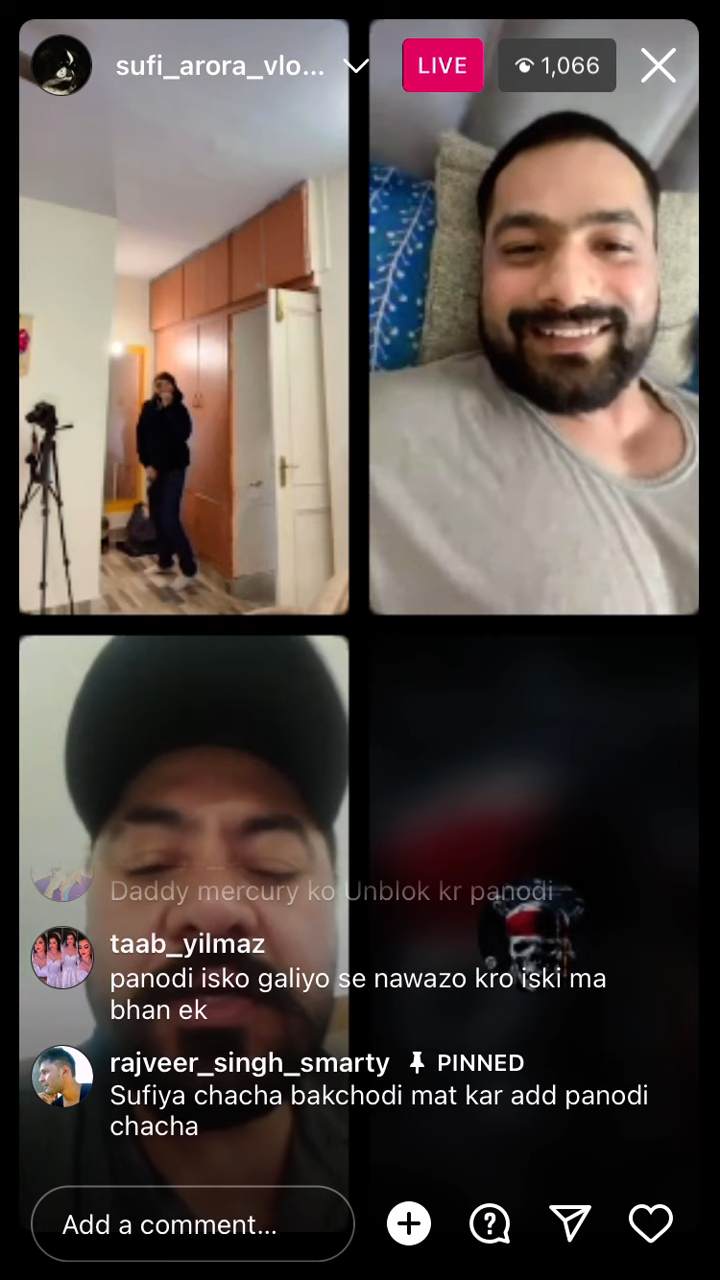 sufi_arora_vlo...
LIVE
1,066
Daddy mercury ko Unblok kr panodi
taab_yilmaz
panodi isko galiyo se nawazo kro iski ma
bhan ek
rajveer_singh_smarty PINNED
Sufiya chacha bakchodi mat kar add panodi
chacha
Add a comment...